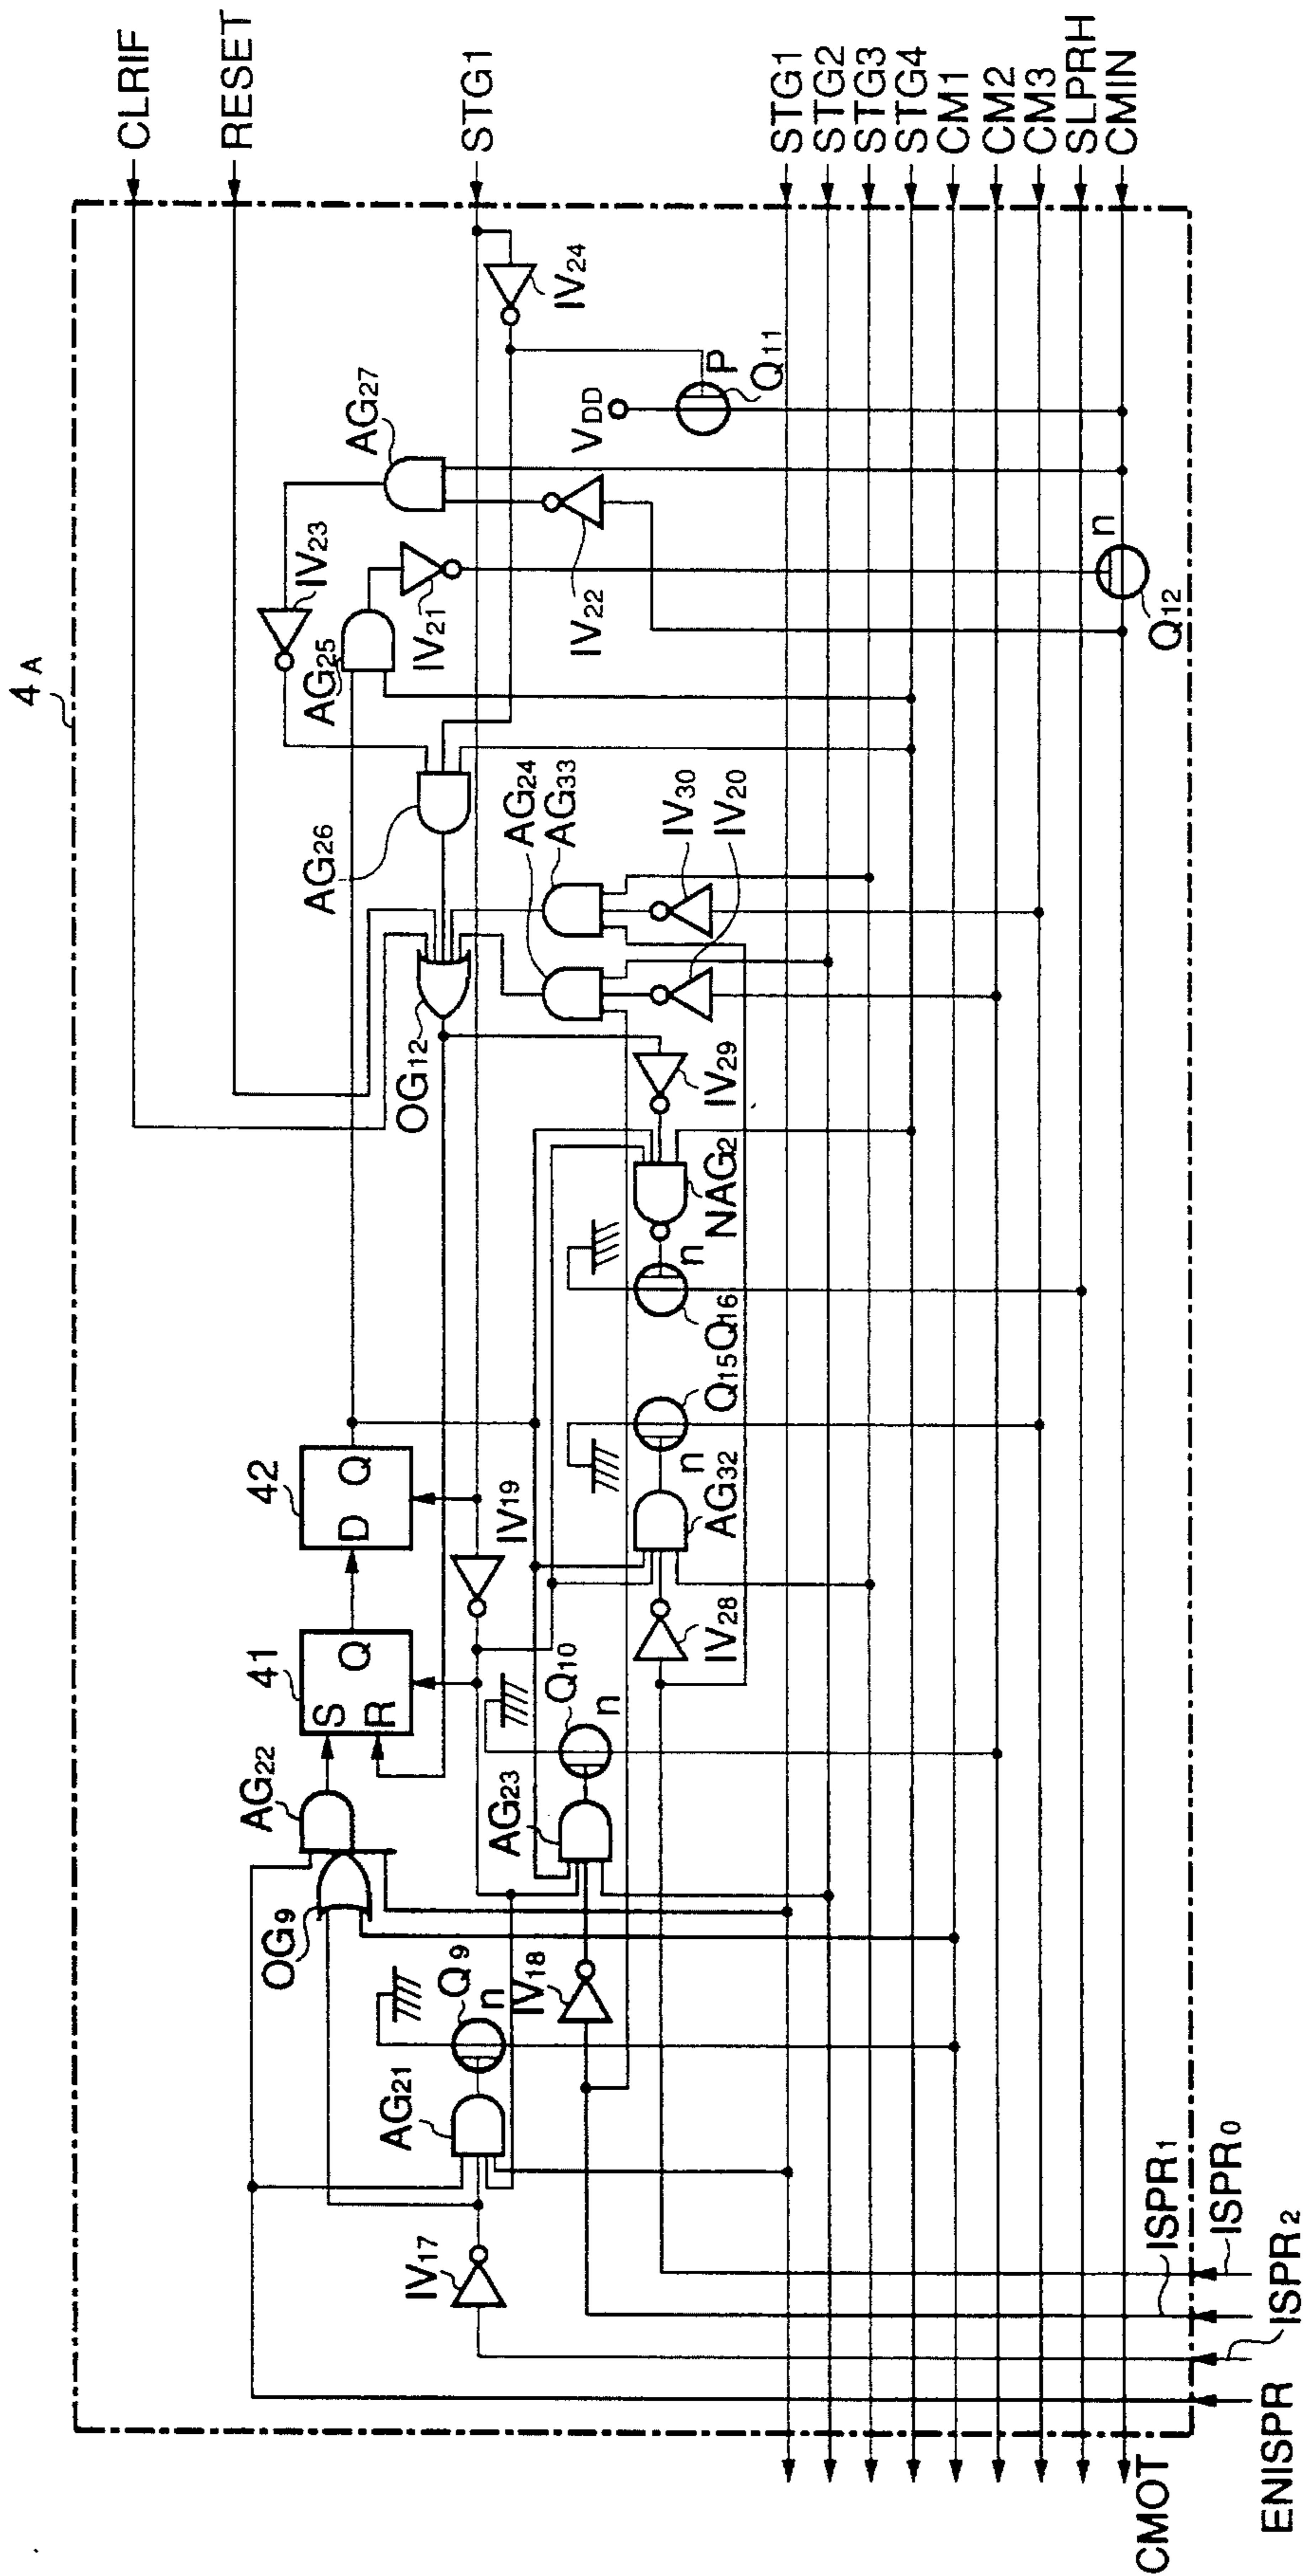 4A
CLRIF
RESET
STG1
STG1
STG2
STG3
STG4
CM1
CM2
CM3
SLPRH
CMIN
IV24
AG27
VDD
P
Q11
IV23
AG25
IV21
IV22
n
Q12
AG26
AG24
AG33
IV30
IV20
OG12
IV29
NAG2
n
Q16
Q15
n
AG32
IV28
42
D
Q
IV19
41
S
Q
R
Q10
n
AG22
AG23
OG9
Q9
n
IV18
AG21
IV17
ISPR1
ISPR0
ISPR2
ENISPR
CMOT